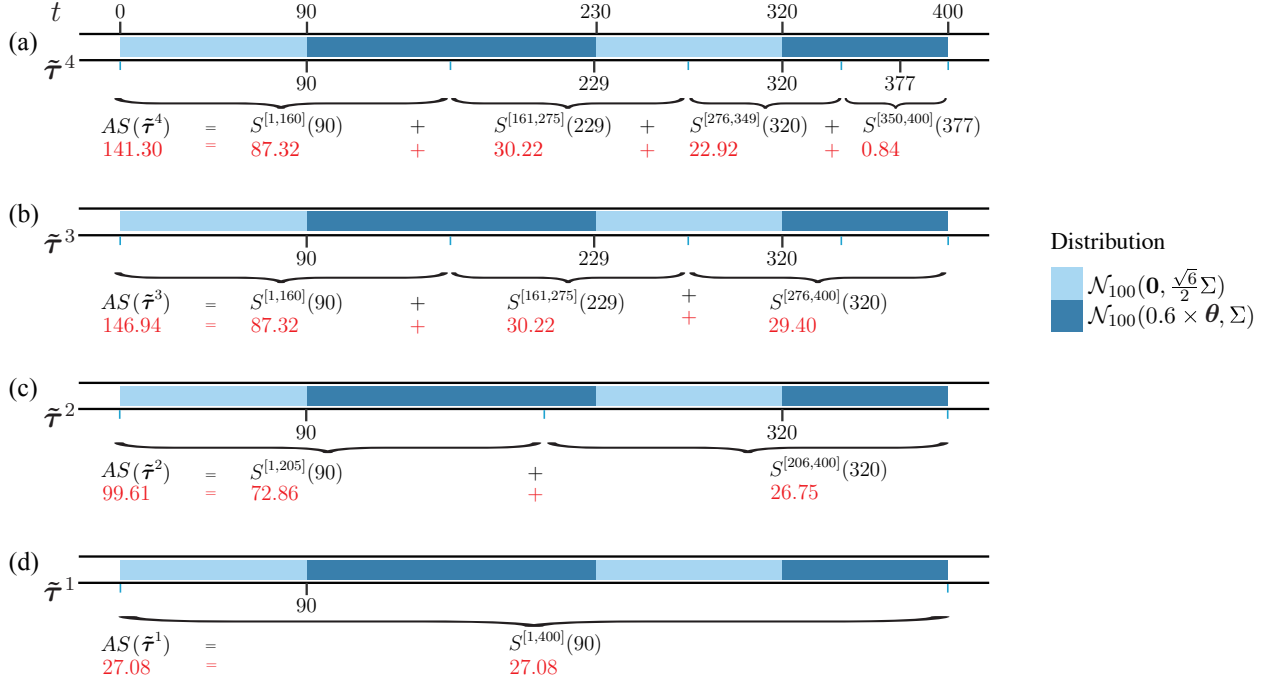 t 0 90 230 320 400
(a)
τ̃⁴ 90 229 320 377
AS(τ̃⁴) = S^[1,160](90) + S^[161,275](229) + S^[276,349](320) + S^[350,400](377)
141.30 = 87.32 + 30.22 + 22.92 + 0.84
(b)
τ̃³ 90 229 320
AS(τ̃³) = S^[1,160](90) + S^[161,275](229) + S^[276,400](320)
146.94 = 87.32 + 30.22 + 29.40
Distribution
𝒩₁₀₀(𝟎, √6/2 Σ)
𝒩₁₀₀(0.6 × θ, Σ)
(c)
τ̃² 90 320
AS(τ̃²) = S^[1,205](90) + S^[206,400](320)
99.61 = 72.86 + 26.75
(d)
τ̃¹ 90
AS(τ̃¹) = S^[1,400](90)
27.08 = 27.08